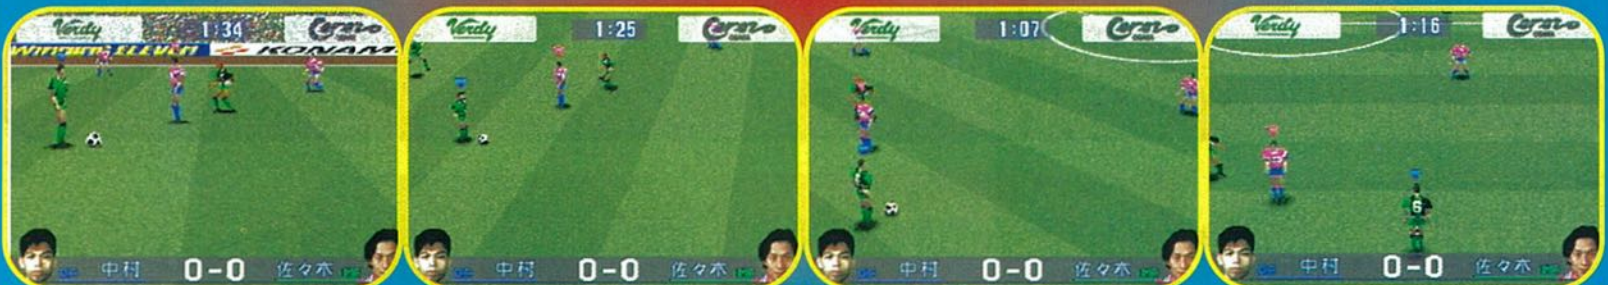 Verdy 1:34 Cerezo
WINNING ELEVEN KONAMI
中村 0-0 佐々木
Verdy 1:25 Cerezo
中村 0-0 佐々木
Verdy 1:07 Cerezo
中村 0-0 佐々木
Verdy 1:16 Cerezo
6
中村 0-0 佐々木